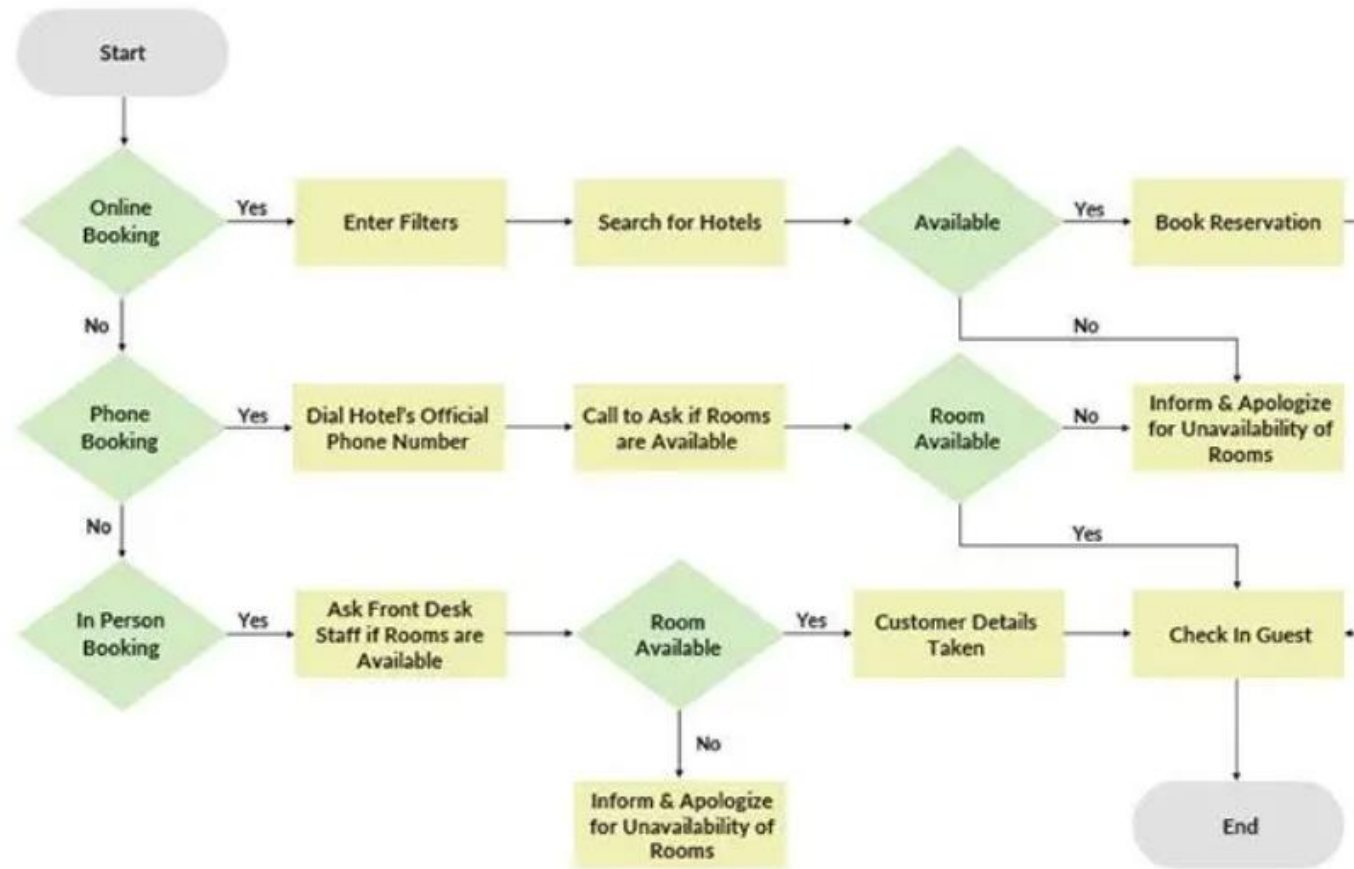 Start
Online
Booking
Yes
Enter Filters
Search for Hotels
Available
Yes
Book Reservation
No
No
Phone
Booking
Yes
Dial Hotel's Official
Phone Number
Call to Ask if Rooms
are Available
Room
Available
No
Inform & Apologize
for Unavailability of
Rooms
No
Yes
In Person
Booking
Yes
Ask Front Desk
Staff if Rooms are
Available
Room
Available
Yes
Customer Details
Taken
Check In Guest
No
Inform & Apologize
for Unavailability of
Rooms
End